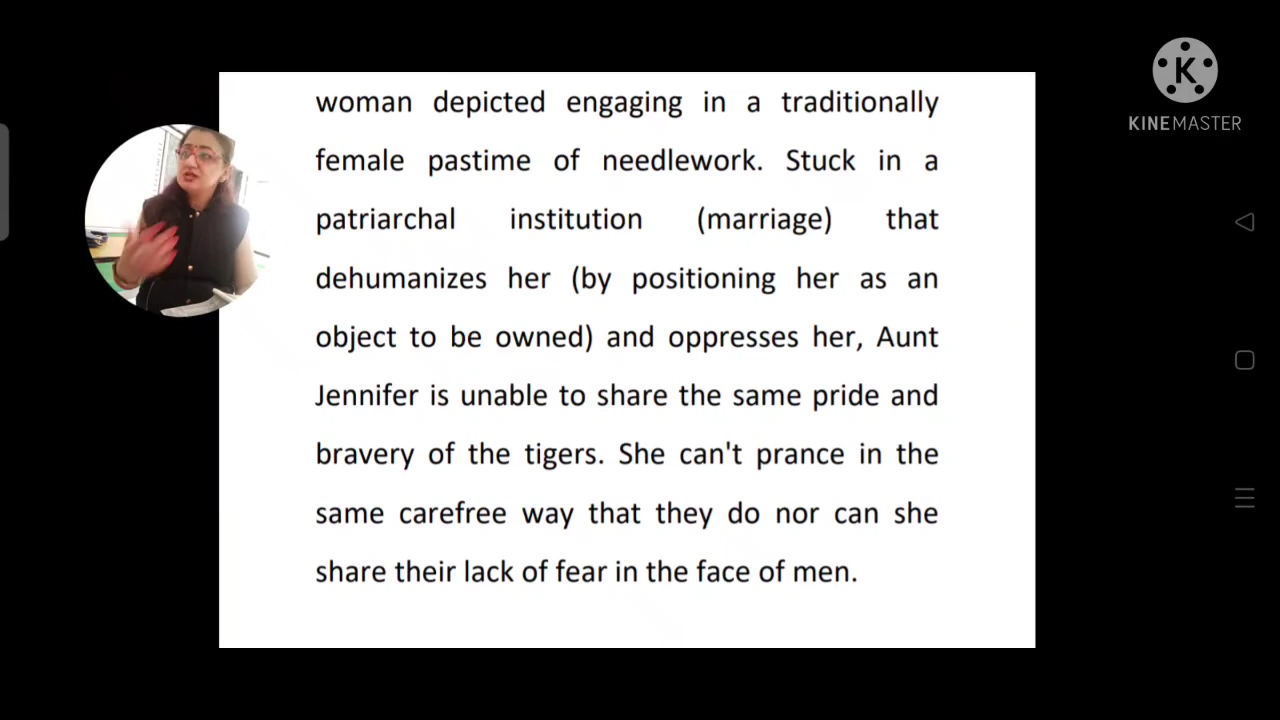 woman depicted engaging in a traditionally
female pastime of needlework. Stuck in a
patriarchal institution (marriage) that
dehumanizes her (by positioning her as an
object to be owned) and oppresses her, Aunt
Jennifer is unable to share the same pride and
bravery of the tigers. She can't prance in the
same carefree way that they do nor can she
share their lack of fear in the face of men.
K
KINEMASTER